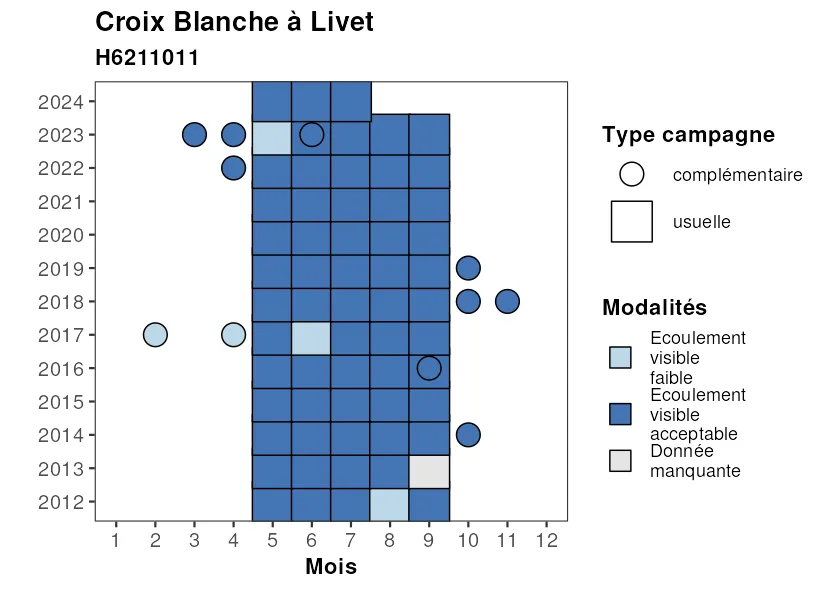 Croix Blanche à Livet
H6211011
2024
2023
2022
2021
2020
2019
2018
2017
2016
2015
2014
2013
2012
1 2 3 4 5 6 7 8 9 10 11 12
Mois
Type campagne
complémentaire
usuelle
Modalités
Ecoulement
visible
faible
Ecoulement
visible
acceptable
Donnée
manquante